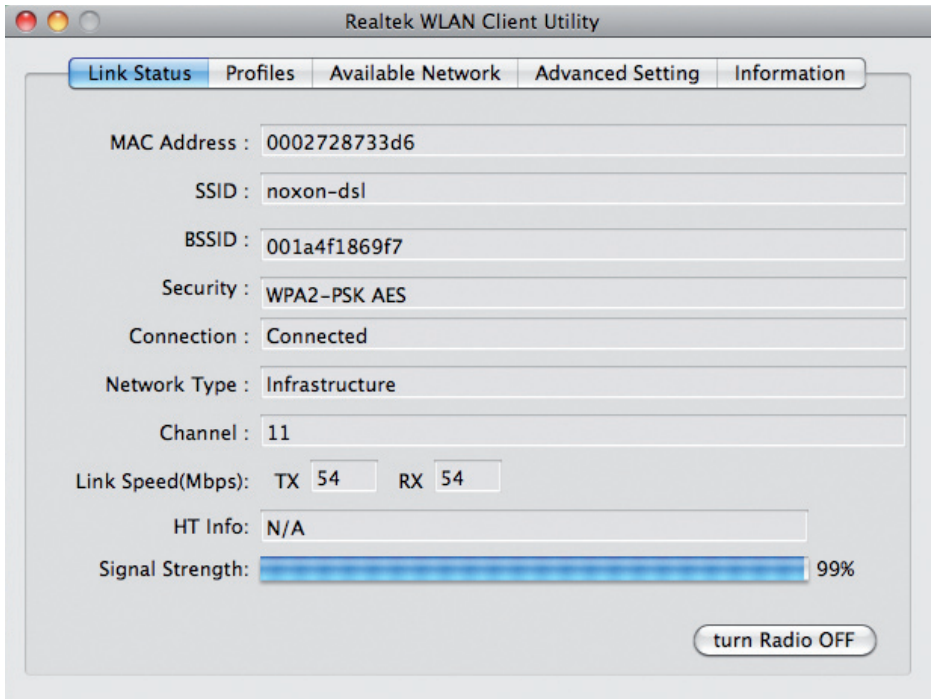 Realtek WLAN Client Utility
Link Status Profiles Available Network Advanced Setting Information
MAC Address : 0002728733d6
SSID : noxon-dsl
BSSID : 001a4f1869f7
Security : WPA2-PSK AES
Connection : Connected
Network Type : Infrastructure
Channel : 11
Link Speed(Mbps): TX 54 RX 54
HT Info: N/A
Signal Strength: 99%
turn Radio OFF